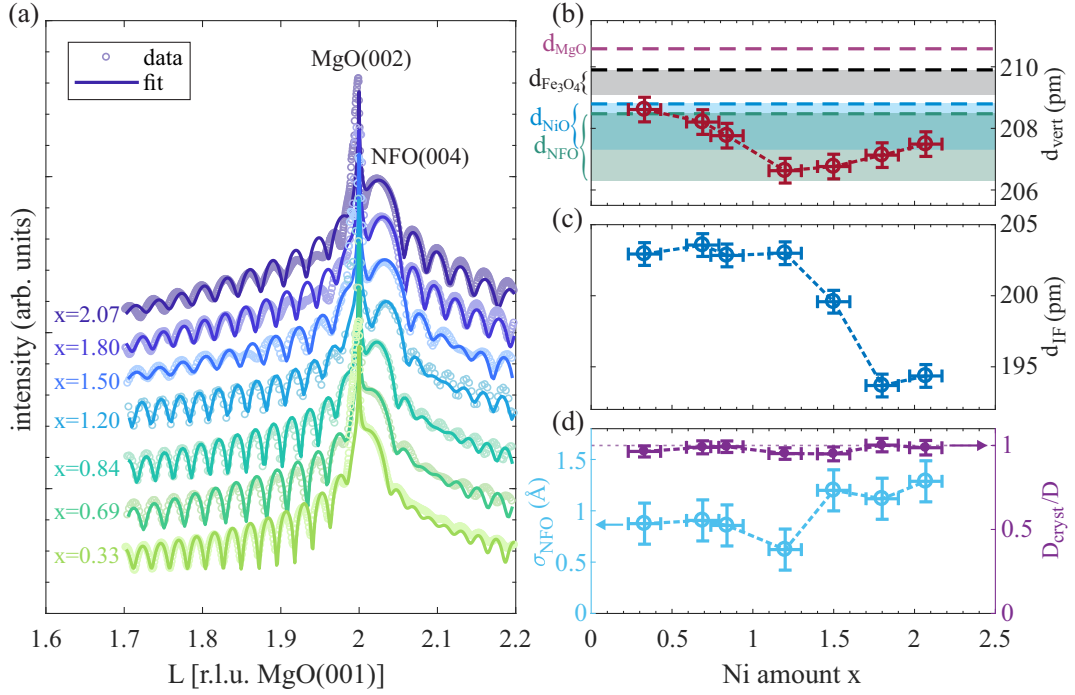 (a)
data
fit
MgO(002)
NFO(004)
x=2.07
x=1.80
x=1.50
x=1.20
x=0.84
x=0.69
x=0.33
intensity (arb. units)
1.6 1.7 1.8 1.9 2 2.1 2.2
L [r.l.u. MgO(001)]
(b)
d_MgO
d_Fe₃O₄{
d_NiO{
d_NFO{
210
208
206
d_vert (pm)
(c)
205
200
195
d_IF (pm)
(d)
1.5
1
0.5
0
σ_NFO (Å)
1
0.5
0
D_cryst/D
0 0.5 1 1.5 2 2.5
Ni amount x